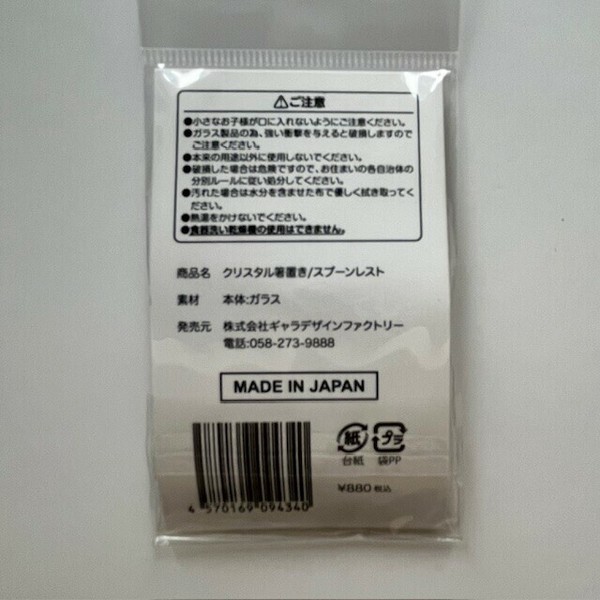 ⚠ご注意
●小さなお子様が口に入れないようにご注意ください。
●ガラス製品の為、強い衝撃を与えると破損しますので
ご注意ください。
●本来の用途以外に使用しないでください。
●破損した場合は危険ですので、お住まいの各自治体の
分別ルールに従い処分してください。
●汚れた場合は水分を含ませた布で優しく拭き取ってく
ださい。
●熱湯をかけないでください。
●食器洗い乾燥機の使用はできません。
商品名 クリスタル箸置き/スプーンレスト
素材 本体:ガラス
発売元 株式会社ギャラデザインファクトリー
電話:058-273-9888
MADE IN JAPAN
紙 プラ
台紙 袋PP
¥880 税込
4 570169 094340